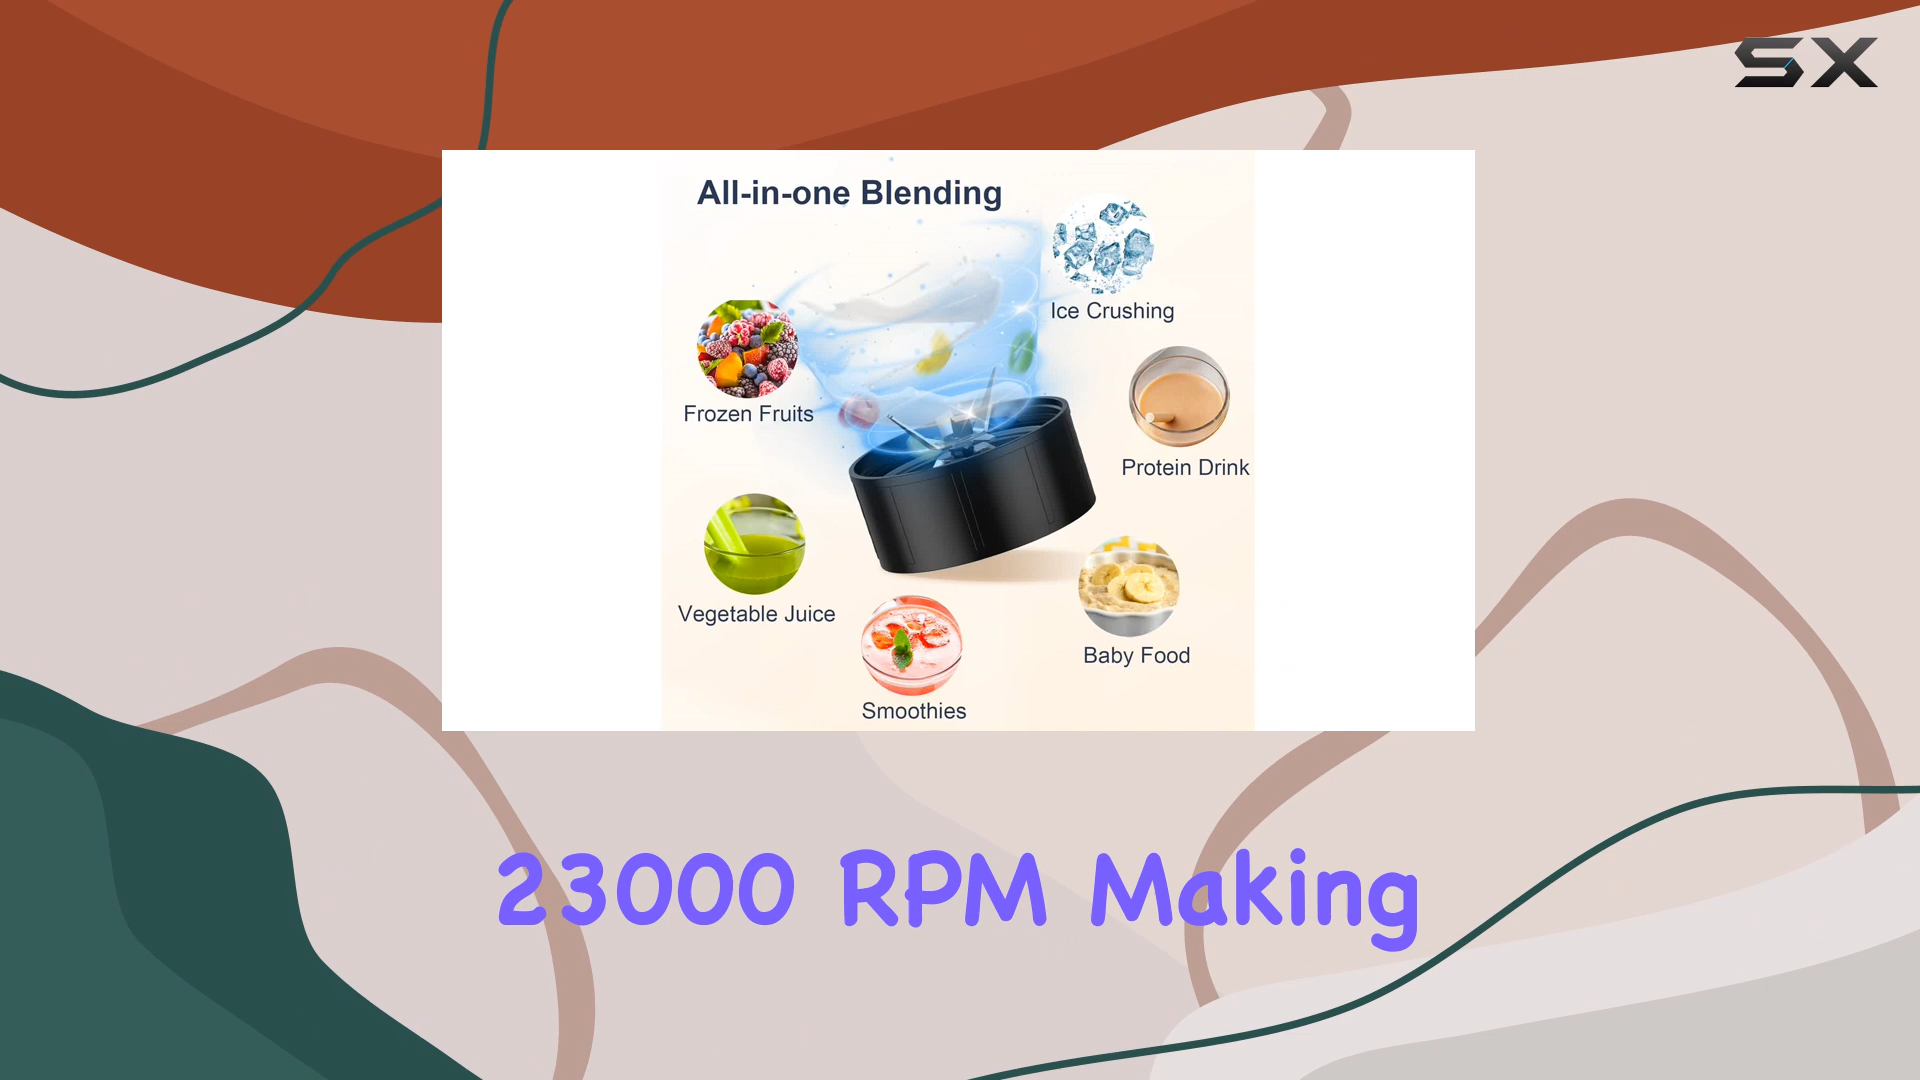 SX
All-in-one Blending
Ice Crushing
Frozen Fruits
Protein Drink
Vegetable Juice
Baby Food
Smoothies
23000 RPM Making